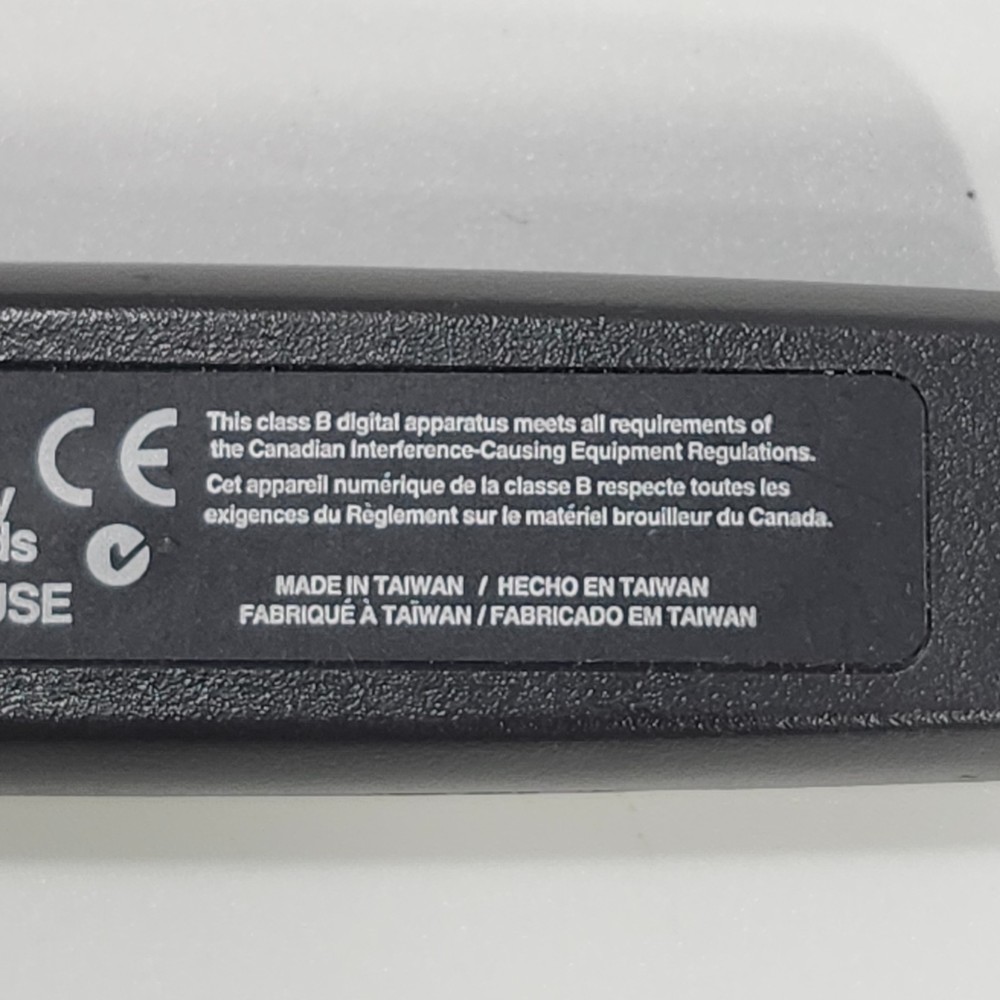 CE
This class B digital apparatus meets all requirements of
the Canadian Interference-Causing Equipment Regulations.
Cet appareil numérique de la classe B respecte toutes les
exigences du Règlement sur le matériel brouilleur du Canada.
MADE IN TAIWAN / HECHO EN TAIWAN
FABRIQUÉ À TAÏWAN / FABRICADO EM TAIWAN